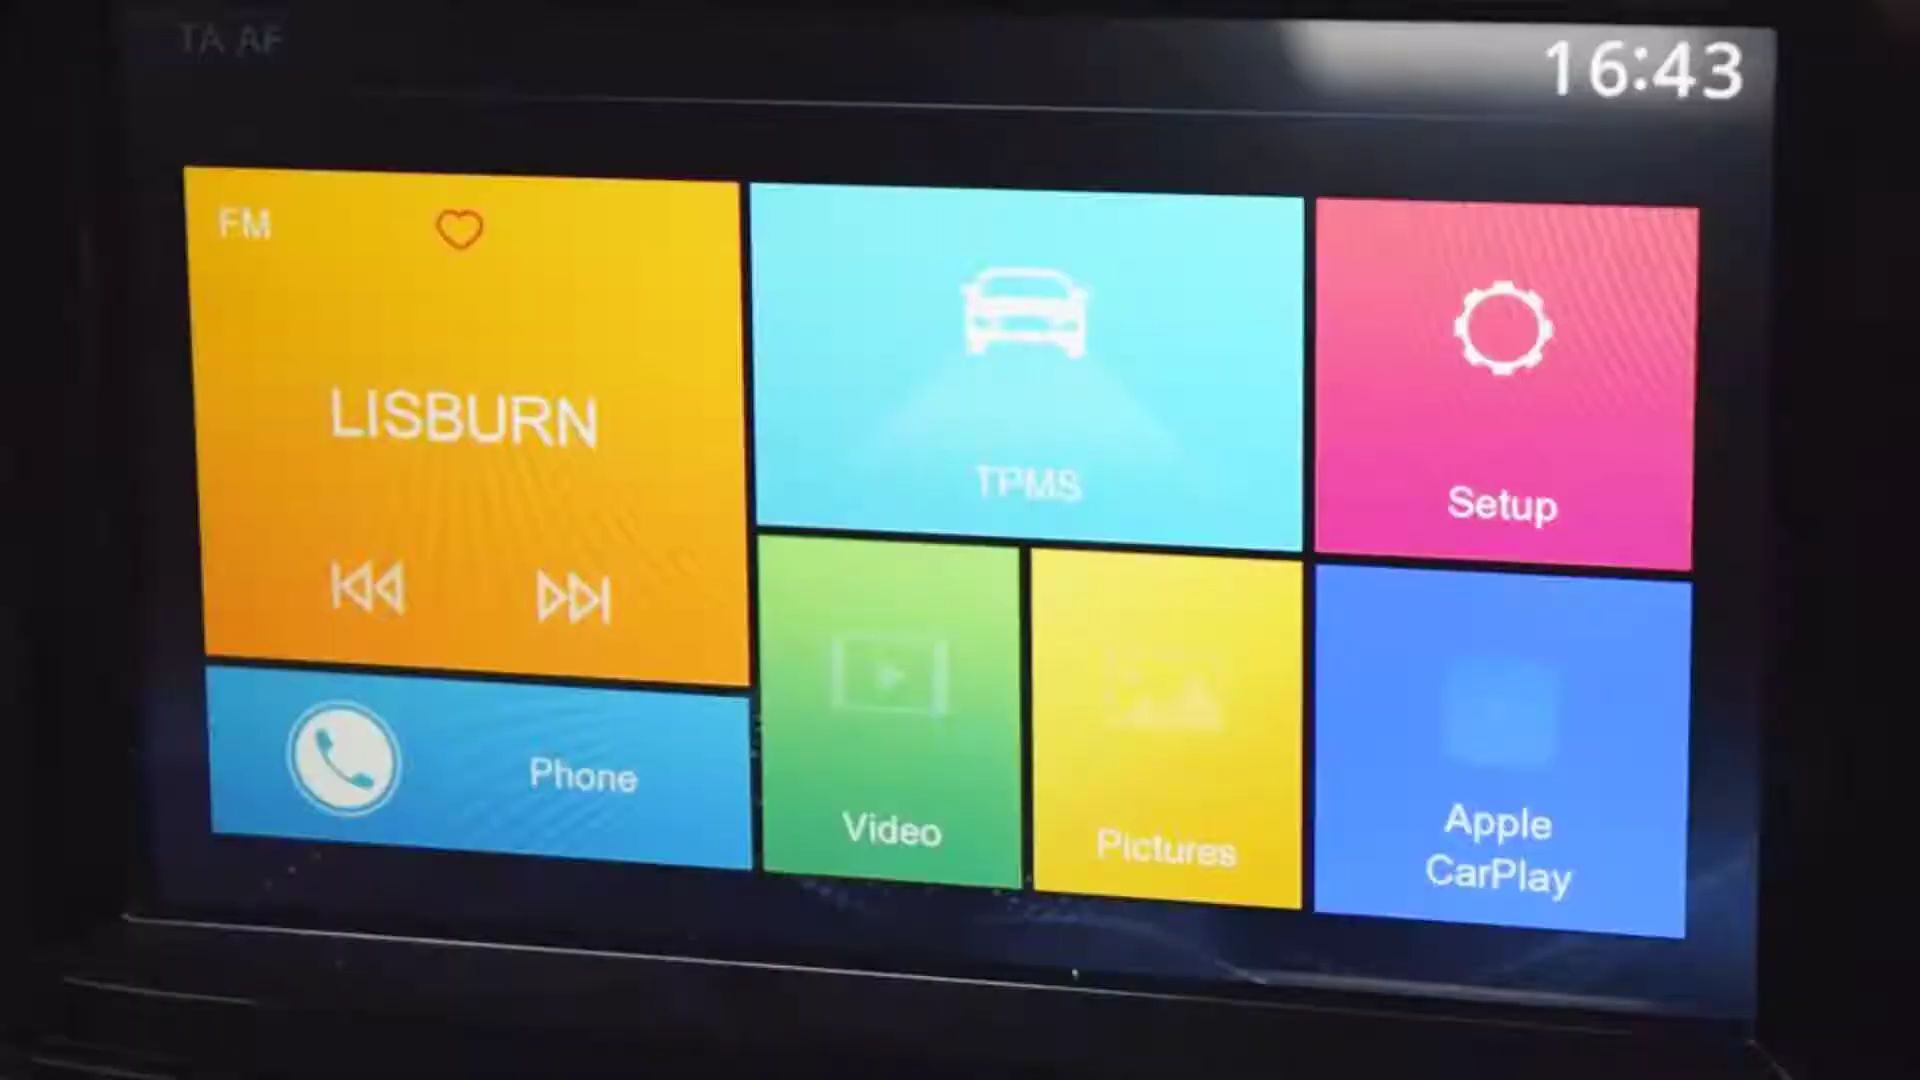 TA AF
16:43
FM
LISBURN
TPMS
Setup
Phone
Video
Pictures
Apple
CarPlay